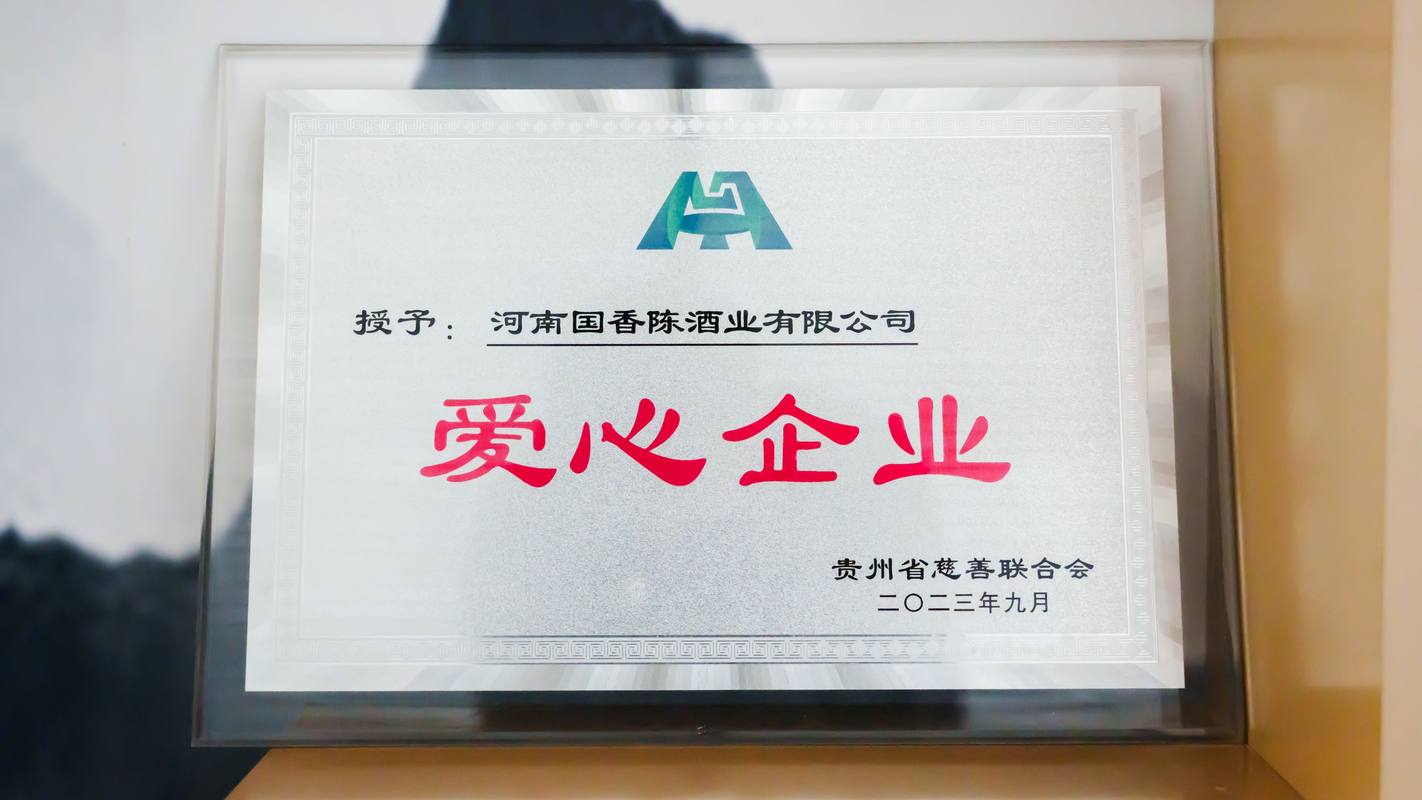 授予：河南国香陈酒业有限公司
爱心企业
贵州省慈善联合会
二〇二三年九月